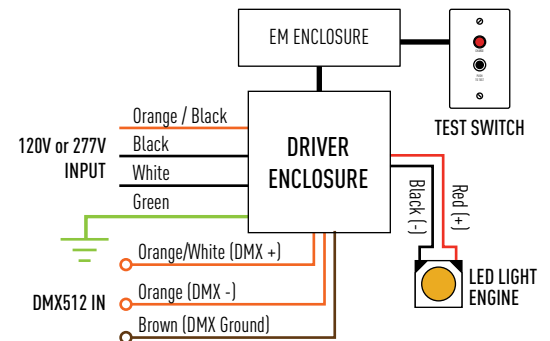 EM ENCLOSURE
TEST SWITCH
120V or 277V
INPUT
Orange / Black
Black
White
Green
DRIVER
ENCLOSURE
Black (-)
Red (+)
LED LIGHT
ENGINE
DMX512 IN
Orange/White (DMX +)
Orange (DMX -)
Brown (DMX Ground)